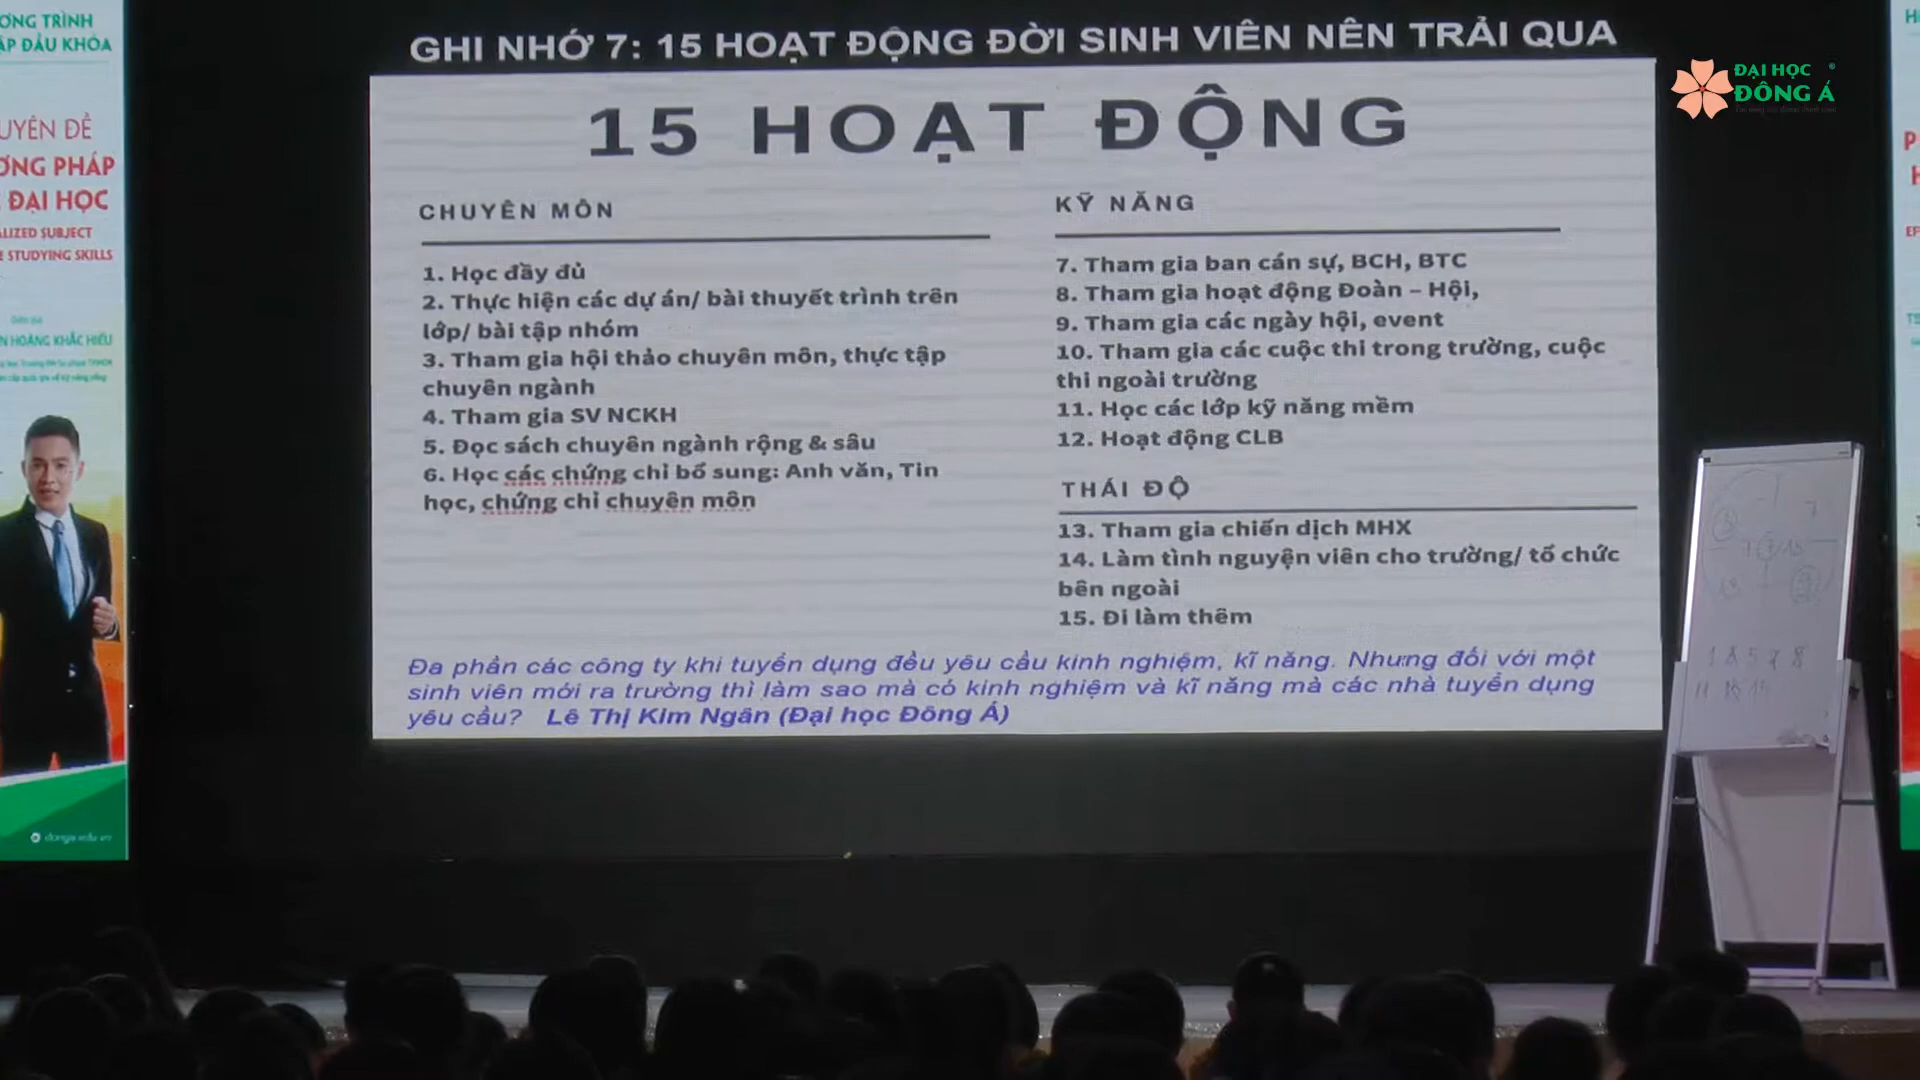 GHI NHỚ 7: 15 HOẠT ĐỘNG ĐỜI SINH VIÊN NÊN TRẢI QUA
15 HOẠT ĐỘNG
CHUYÊN MÔN
1. Học đầy đủ
2. Thực hiện các dự án/ bài thuyết trình trên
lớp/ bài tập nhóm
3. Tham gia hội thảo chuyên môn, thực tập
chuyên ngành
4. Tham gia SV NCKH
5. Đọc sách chuyên ngành rộng & sâu
6. Học các chứng chỉ bổ sung: Anh văn, Tin
học, chứng chỉ chuyên môn
KỸ NĂNG
7. Tham gia ban cán sự, BCH, BTC
8. Tham gia hoạt động Đoàn – Hội,
9. Tham gia các ngày hội, event
10. Tham gia các cuộc thi trong trường, cuộc
thi ngoài trường
11. Học các lớp kỹ năng mềm
12. Hoạt động CLB
THÁI ĐỘ
13. Tham gia chiến dịch MHX
14. Làm tình nguyện viên cho trường/ tổ chức
bên ngoài
15. Đi làm thêm
Đa phần các công ty khi tuyển dụng đều yêu cầu kinh nghiệm, kĩ năng. Nhưng đối với một
sinh viên mới ra trường thì làm sao mà có kinh nghiệm và kĩ năng mà các nhà tuyển dụng
yêu cầu? Lê Thị Kim Ngân (Đại học Đông Á)
ĐẠI HỌC
ĐÔNG Á
ƠNG TRÌNH
ẬP ĐẦU KHÓA
UYÊN ĐỀ
ƠNG PHÁP
ĐẠI HỌC
ALIZED SUBJECT
E STUDYING SKILLS
N HOÀNG KHẮC HIẾU